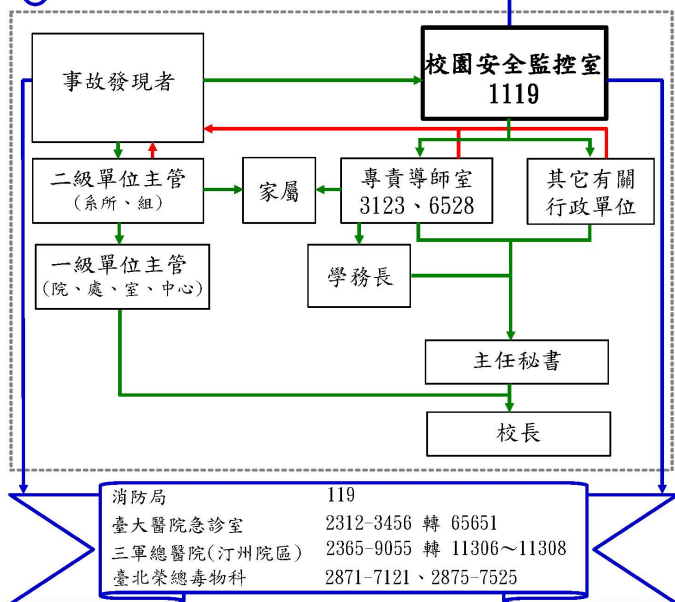 事故發現者
校園安全監控室
1119
二級單位主管
(系所、組)
家屬
專責導師室
3123、6528
其它有關
行政單位
一級單位主管
(院、處、室、中心)
學務長
主任秘書
校長
消防局 119
臺大醫院急診室 2312-3456 轉 65651
三軍總醫院(汀州院區) 2365-9055 轉 11306～11308
臺北榮總毒物科 2871-7121、2875-7525